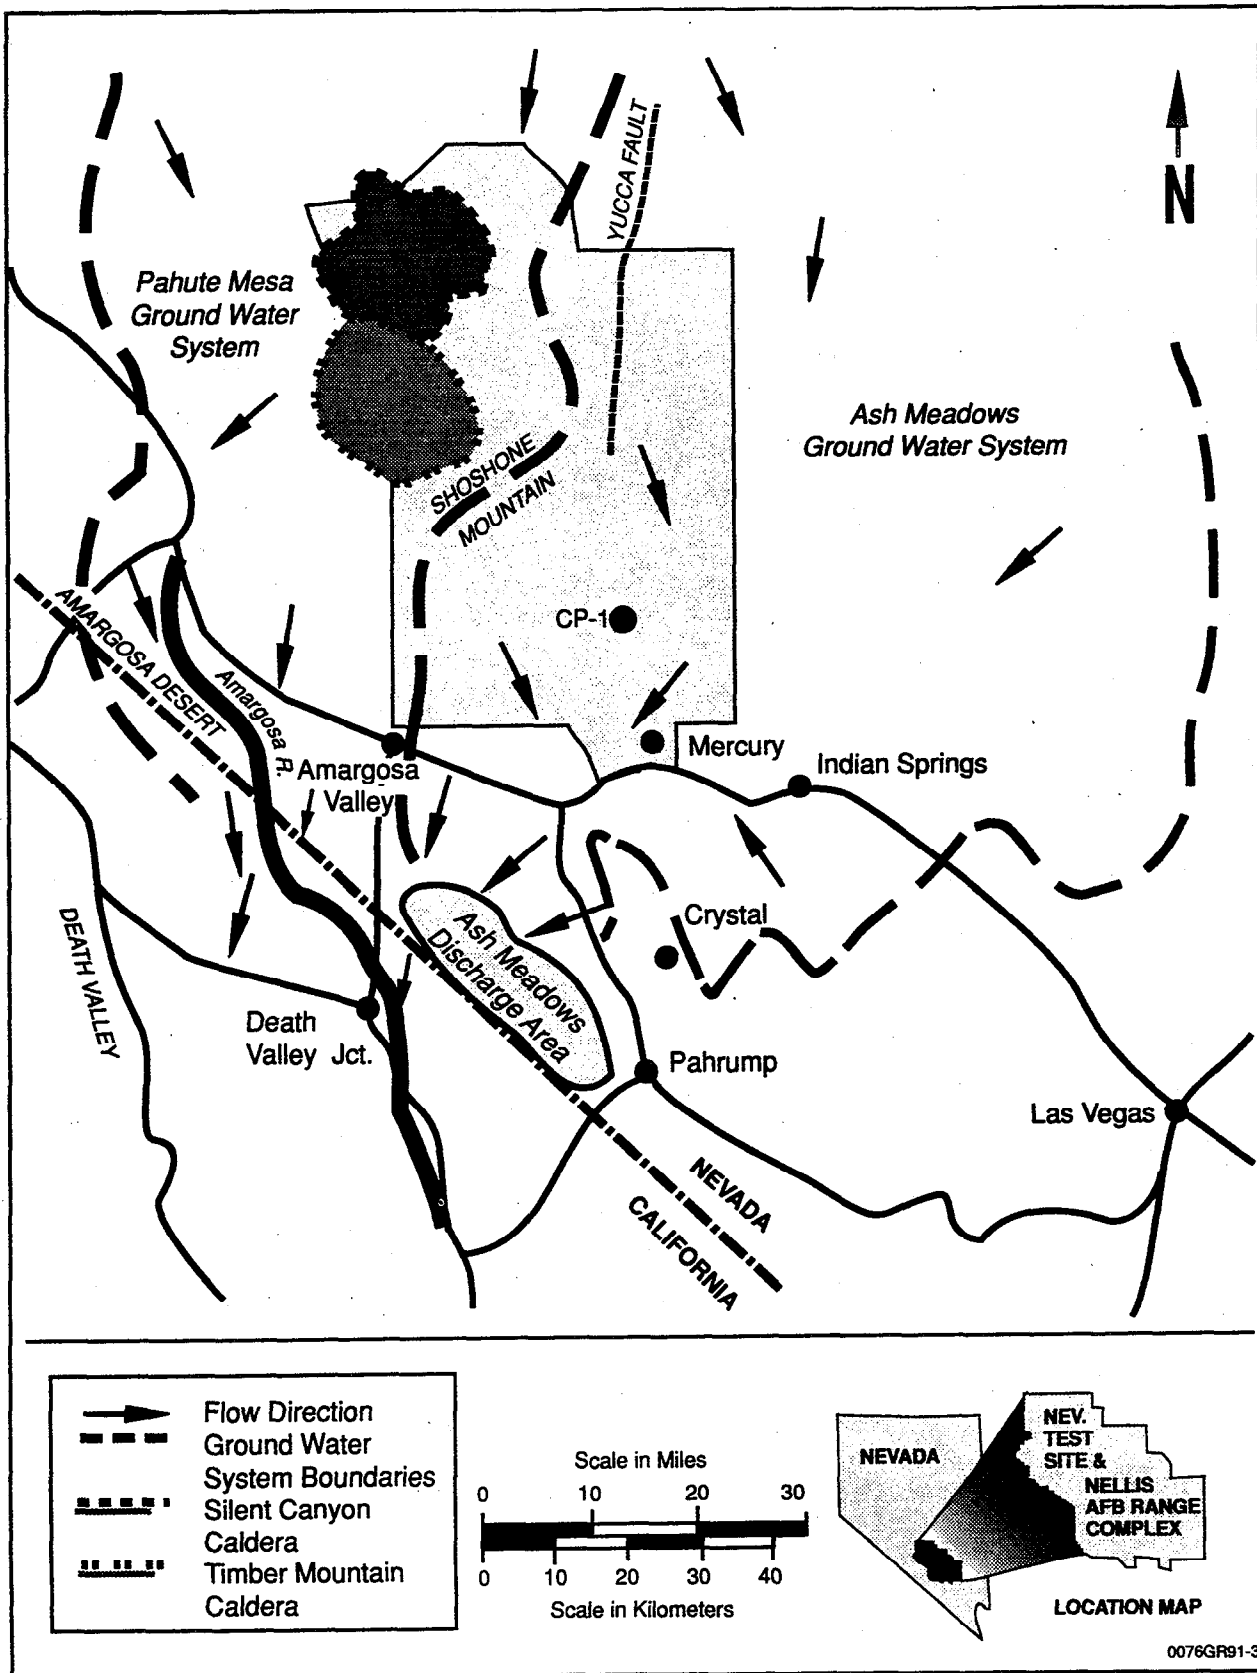 YUCCA FAULT
N
Pahute Mesa
Ground Water
System
Ash Meadows
Ground Water System
SHOSHONE
MOUNTAIN
CP-1
AMARGOSA DESERT
Amargosa R.
Amargosa
Valley
Mercury
Indian Springs
DEATH VALLEY
Crystal
Ash Meadows
Discharge Area
Death
Valley Jct.
Pahrump
Las Vegas
NEVADA
CALIFORNIA
Flow Direction
Ground Water
System Boundaries
Silent Canyon
Caldera
Timber Mountain
Caldera
Scale in Miles
0 10 20 30
0 10 20 30 40
Scale in Kilometers
NEVADA
NEV.
TEST
SITE &
NELLIS
AFB RANGE
COMPLEX
LOCATION MAP
0076GR91-3